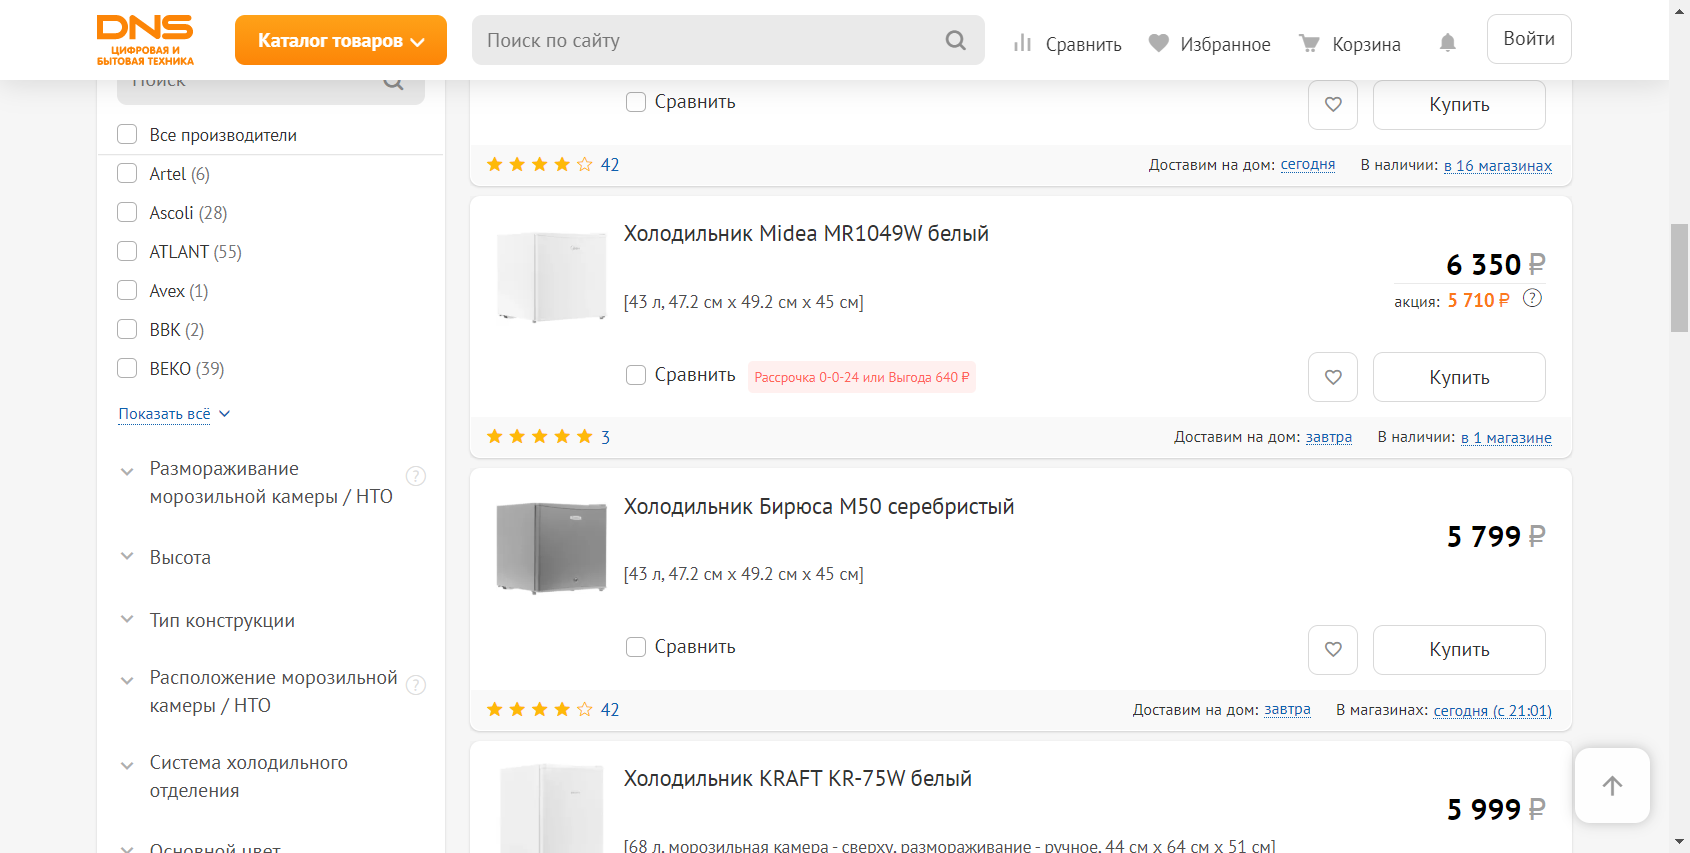 DNS
ЦИФРОВАЯ И
БЫТОВАЯ ТЕХНИКА
Каталог товаров
Поиск по сайту
Сравнить
Избранное
Корзина
Войти
Поиск
Все производители
Artel (6)
Ascoli (28)
ATLANT (55)
Avex (1)
BBK (2)
BEKO (39)
Показать всё
Размораживание
морозильной камеры / НТО
?
Высота
Тип конструкции
Расположение морозильной
камеры / НТО
?
Система холодильного
отделения
Основной цвет
Сравнить
Купить
42
Доставим на дом: сегодня
В наличии: в 16 магазинах
Холодильник Midea MR1049W белый
6 350 ₽
[43 л, 47.2 см x 49.2 см x 45 см]
акция: 5 710 ₽ ?
Сравнить
Рассрочка 0-0-24 или Выгода 640 ₽
Купить
3
Доставим на дом: завтра
В наличии: в 1 магазине
Холодильник Бирюса М50 серебристый
5 799 ₽
[43 л, 47.2 см x 49.2 см x 45 см]
Сравнить
Купить
42
Доставим на дом: завтра
В магазинах: сегодня (с 21:01)
Холодильник KRAFT KR-75W белый
5 999 ₽
[68 л, морозильная камера - сверху, размораживание - ручное, 44 см x 64 см x 51 см]